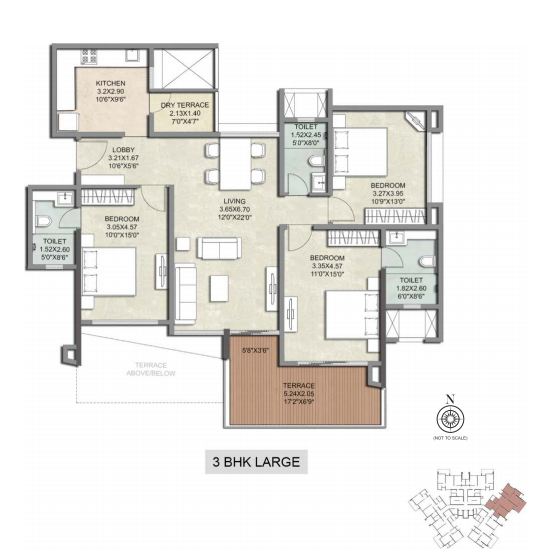 KITCHEN
3.2X2.90
10'6"X9'6"
DRY TERRACE
2.13X1.40
7'0"X4'7"
TOILET
1.52X2.45
5'0"X8'0"
LOBBY
3.21X1.67
10'6"X5'6"
BEDROOM
3.27X3.95
10'9"X13'0"
LIVING
3.65X6.70
12'0"X22'0"
BEDROOM
3.05X4.57
10'0"X15'0"
TOILET
1.52X2.60
5'0"X8'6"
BEDROOM
3.35X4.57
11'0"X15'0"
TOILET
1.82X2.60
6'0"X8'6"
5'8"X3'6"
TERRACE
ABOVE/BELOW
TERRACE
5.24X2.05
17'2"X6'9"
N
(NOT TO SCALE)
3 BHK LARGE